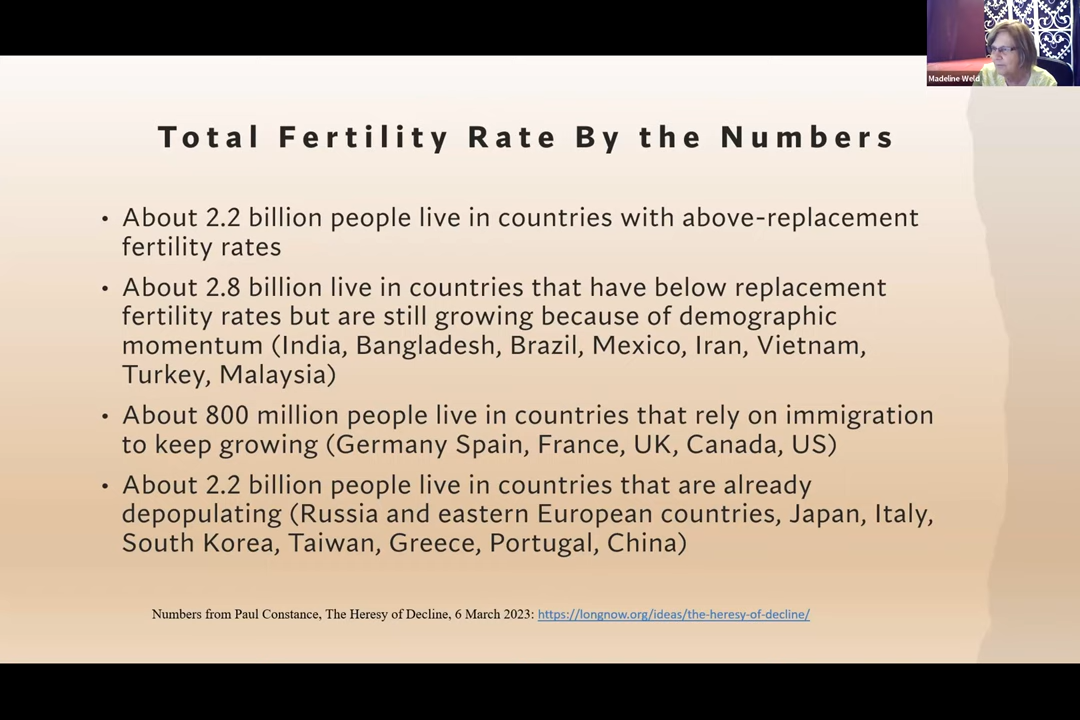 Madeline Weld
Total Fertility Rate By the Numbers
• About 2.2 billion people live in countries with above-replacement
fertility rates
• About 2.8 billion live in countries that have below replacement
fertility rates but are still growing because of demographic
momentum (India, Bangladesh, Brazil, Mexico, Iran, Vietnam,
Turkey, Malaysia)
• About 800 million people live in countries that rely on immigration
to keep growing (Germany Spain, France, UK, Canada, US)
• About 2.2 billion people live in countries that are already
depopulating (Russia and eastern European countries, Japan, Italy,
South Korea, Taiwan, Greece, Portugal, China)
Numbers from Paul Constance, The Heresy of Decline, 6 March 2023: https://longnow.org/ideas/the-heresy-of-decline/